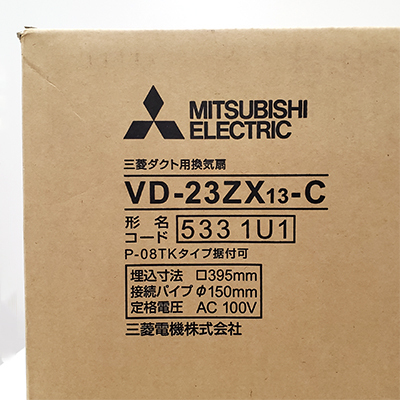 MITSUBISHI
ELECTRIC
三菱ダクト用換気扇
VD-23ZX13-C
形名
コード 533 1U1
P-08TKタイプ据付可
埋込寸法 □395mm
接続パイプ φ150mm
定格電圧 AC 100V
三菱電機株式会社